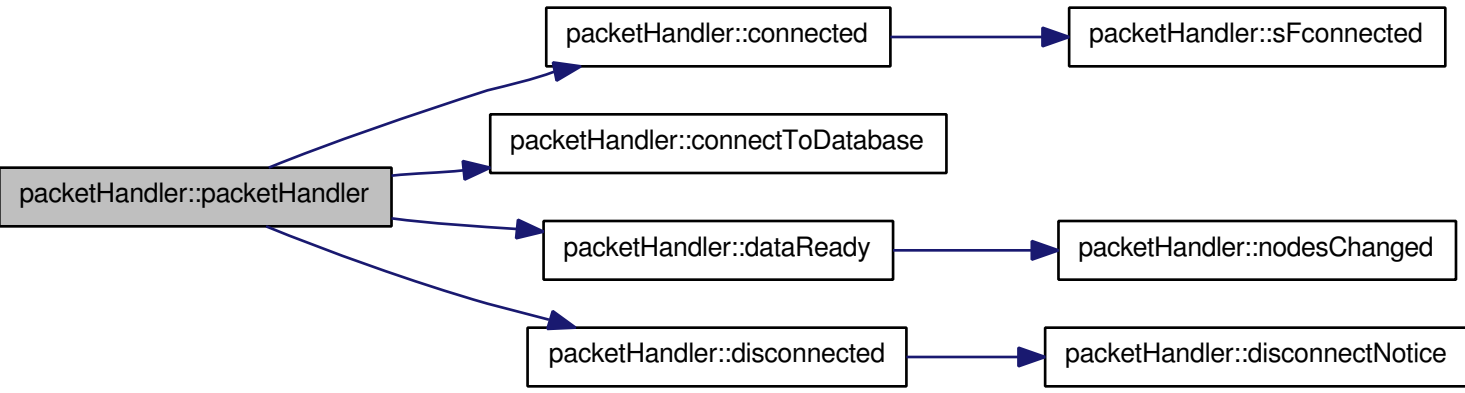 packetHandler::packetHandler
packetHandler::connected
packetHandler::sFconnected
packetHandler::connectToDatabase
packetHandler::dataReady
packetHandler::nodesChanged
packetHandler::disconnected
packetHandler::disconnectNotice